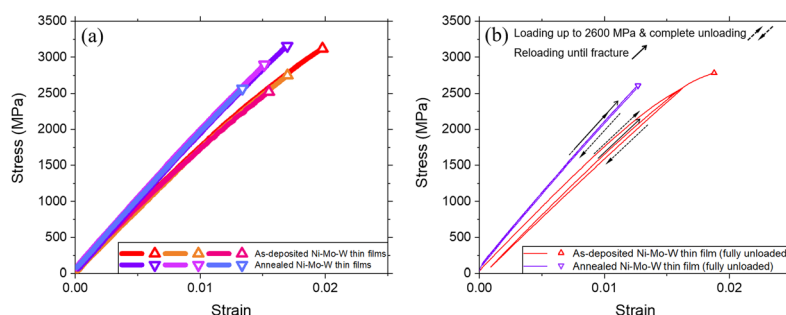 (a)
Stress (MPa)
3500
3000
2500
2000
1500
1000
500
0
0.00
0.01
0.02
Strain
As-deposited Ni-Mo-W thin films
Annealed Ni-Mo-W thin films
(b)
Loading up to 2600 MPa & complete unloading
Reloading until fracture
Stress (MPa)
3500
3000
2500
2000
1500
1000
500
0
0.00
0.01
0.02
Strain
As-deposited Ni-Mo-W thin film (fully unloaded)
Annealed Ni-Mo-W thin film (fully unloaded)